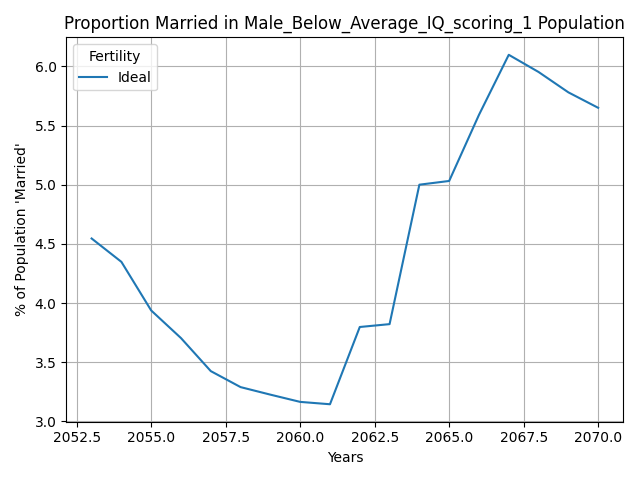 Proportion Married in Male_Below_Average_IQ_scoring_1 Population
Fertility
Ideal
% of Population 'Married'
6.0
5.5
5.0
4.5
4.0
3.5
3.0
2052.5 2055.0 2057.5 2060.0 2062.5 2065.0 2067.5 2070.0
Years